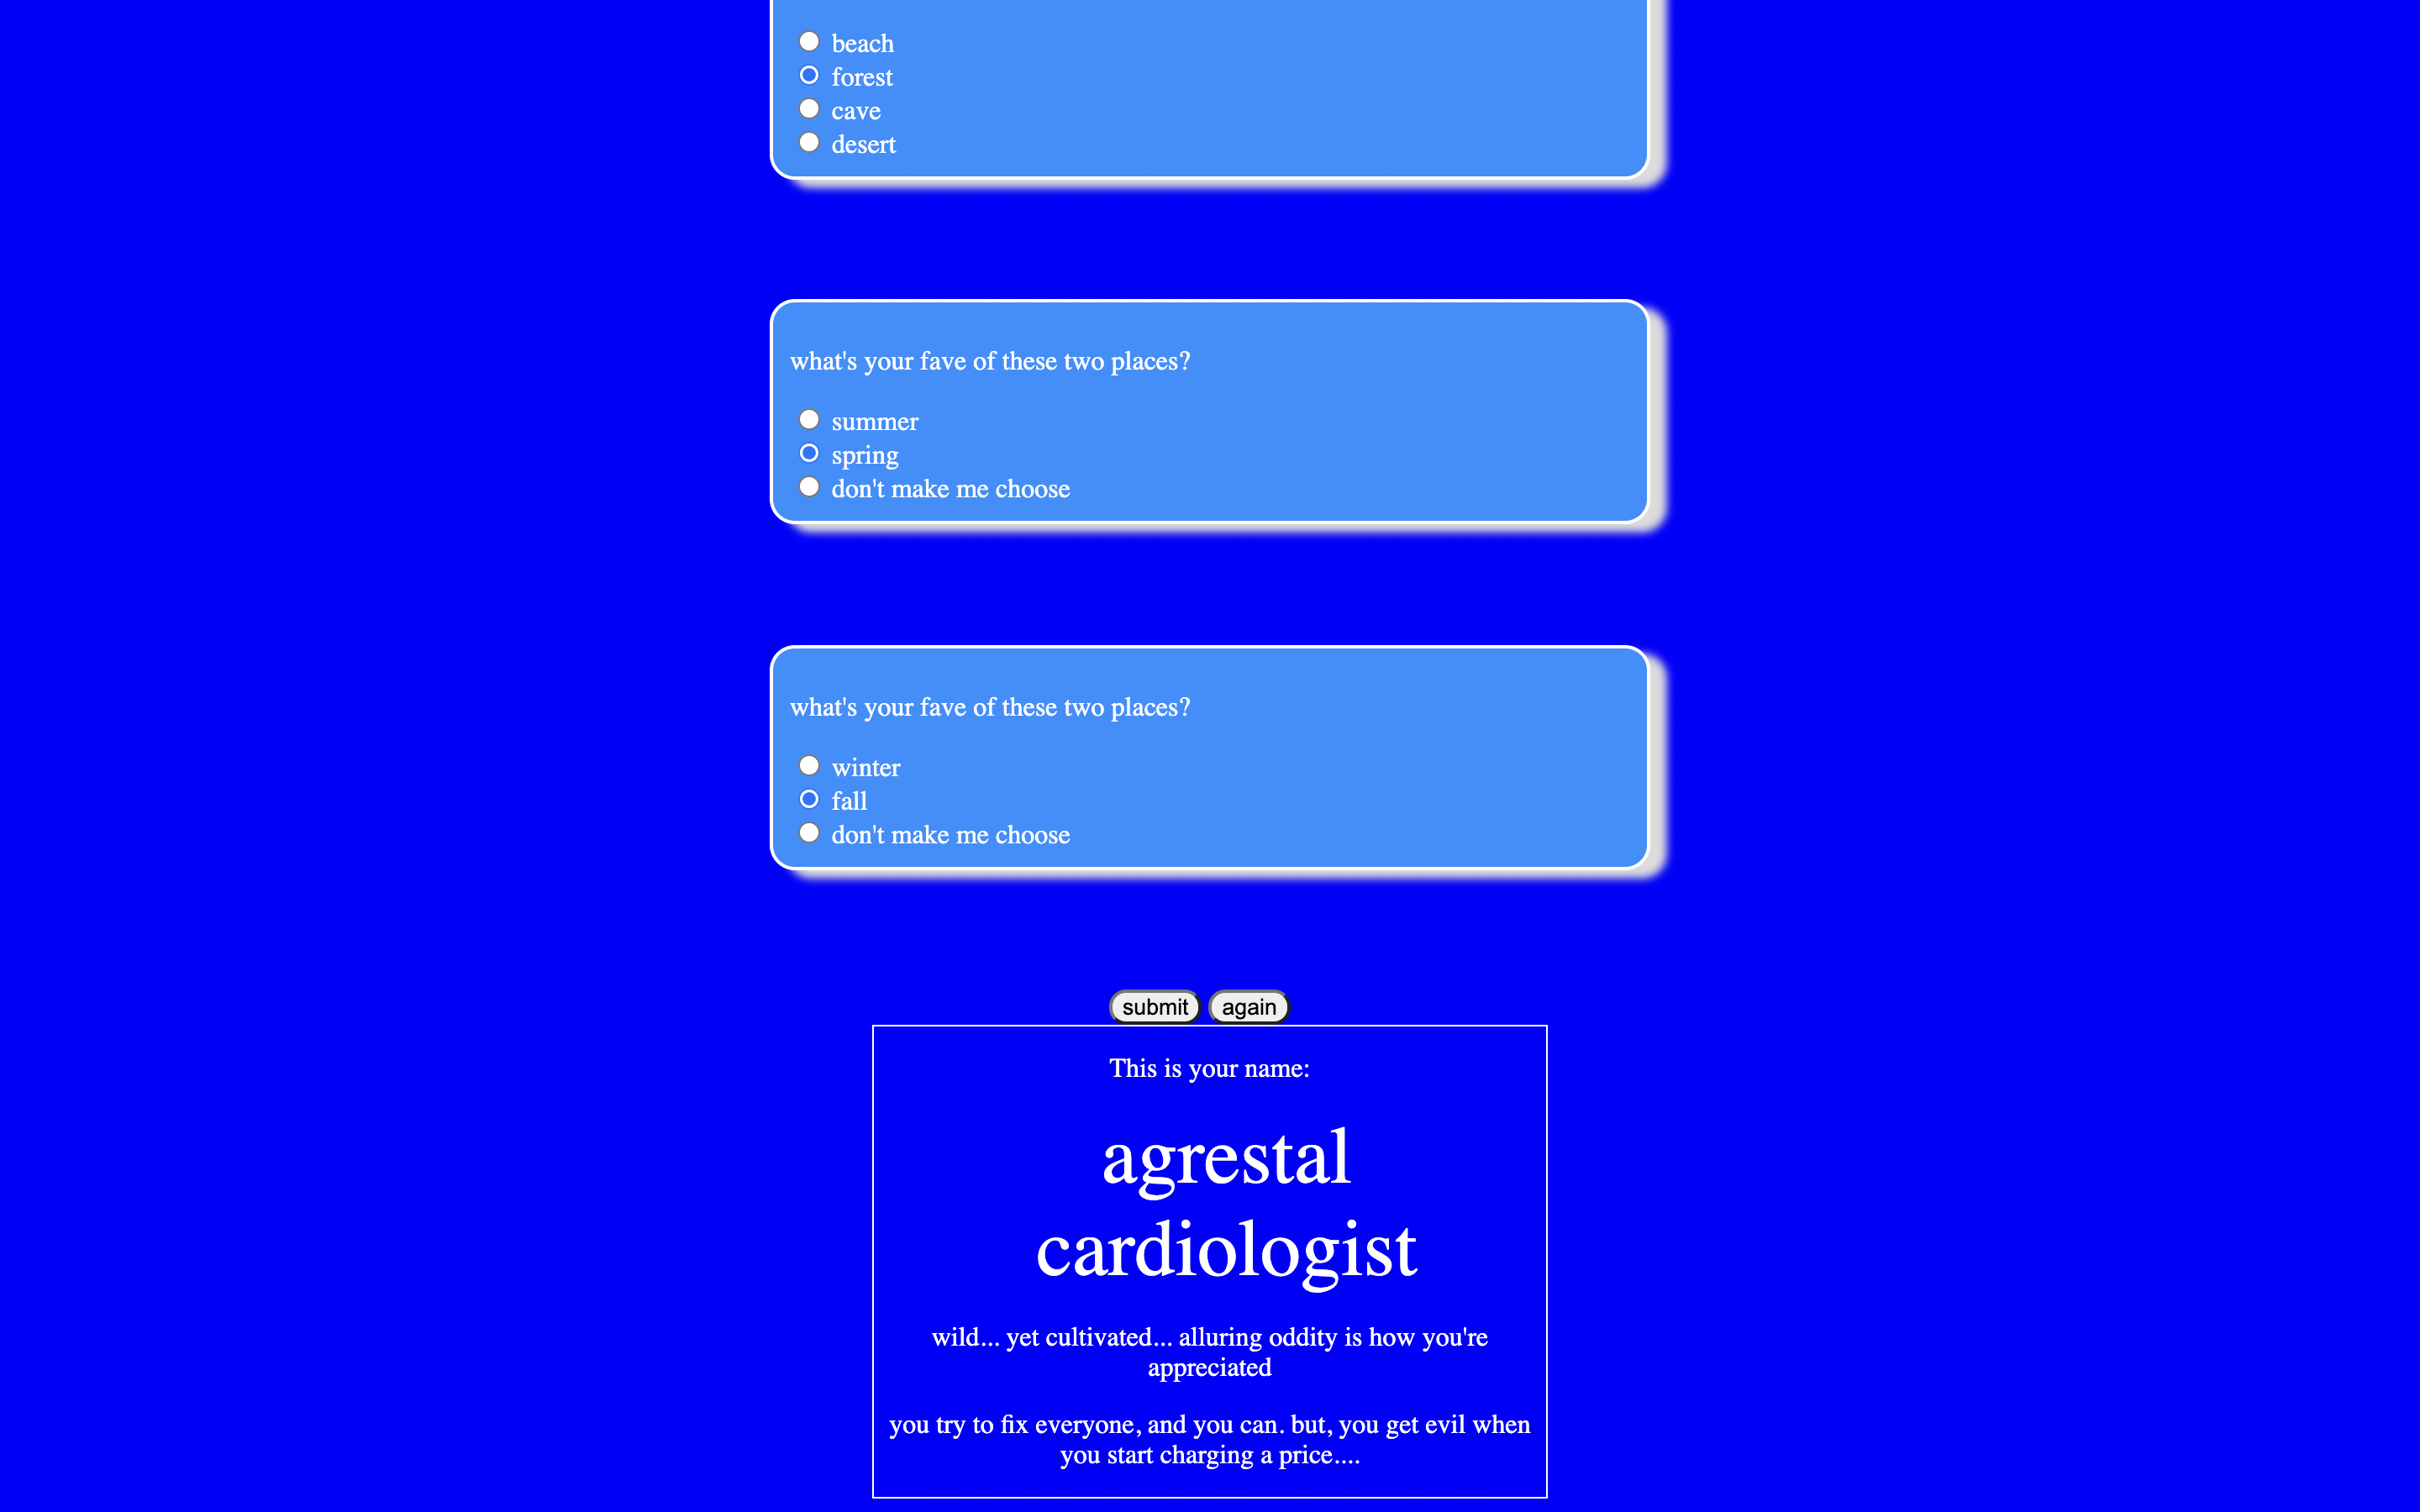 beach
forest
cave
desert
what's your fave of these two places?
summer
spring
don't make me choose
what's your fave of these two places?
winter
fall
don't make me choose
submit again
This is your name:
agrestal
cardiologist
wild... yet cultivated... alluring oddity is how you're
appreciated
you try to fix everyone, and you can. but, you get evil when
you start charging a price....